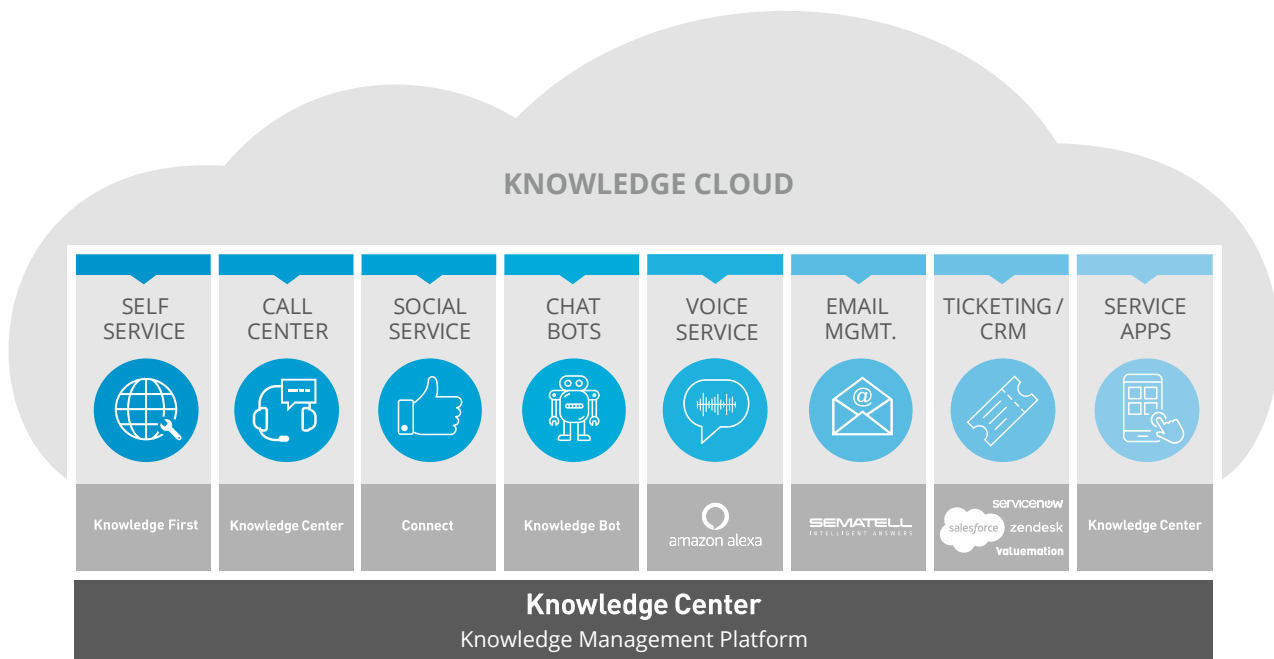 KNOWLEDGE CLOUD
SELF
SERVICE
CALL
CENTER
SOCIAL
SERVICE
CHAT
BOTS
VOICE
SERVICE
EMAIL
MGMT.
TICKETING /
CRM
SERVICE
APPS
@
Knowledge First
Knowledge Center
Connect
Knowledge Bot
amazon alexa
SEMATELL
INTELLIGENT ANSWERS
servicenow
salesforce
zendesk
valuemation
Knowledge Center
Knowledge Center
Knowledge Management Platform